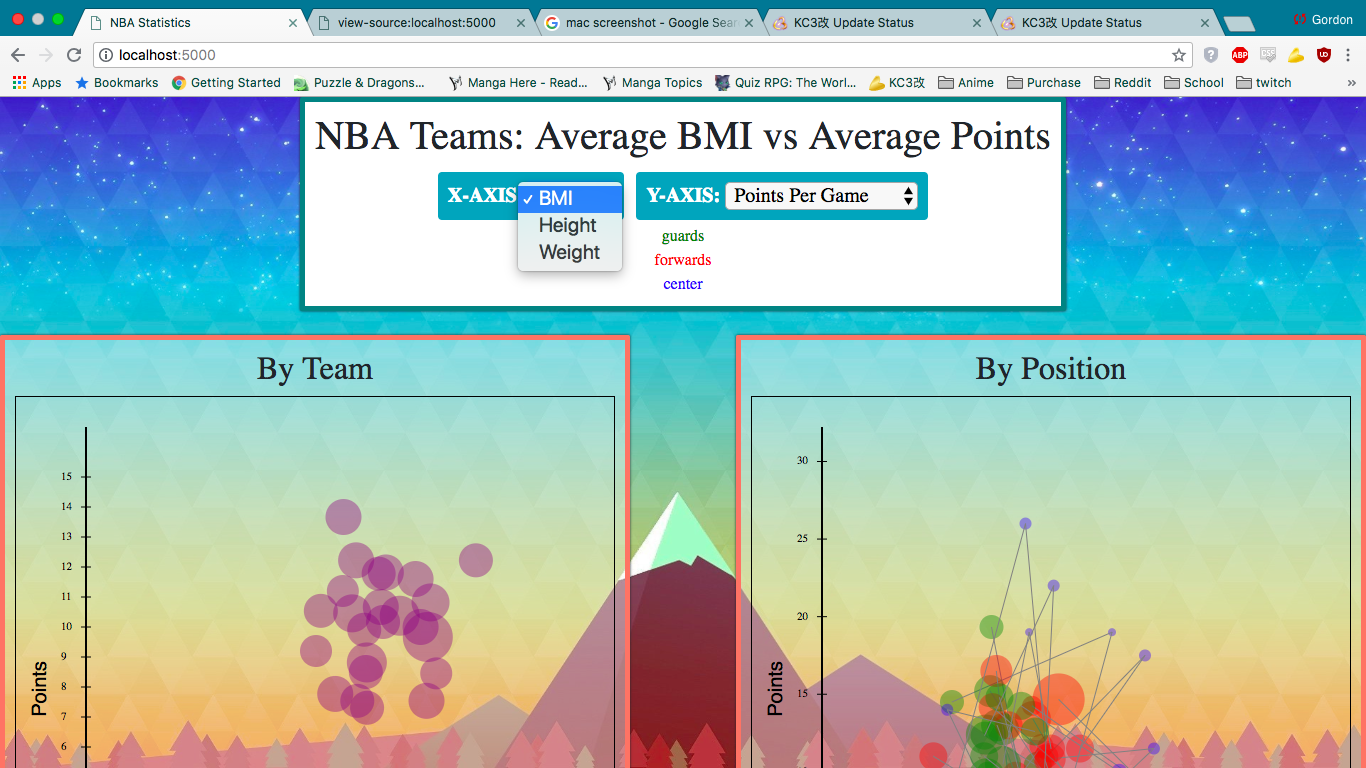 NBA Statistics
view-source:localhost:5000
mac screenshot - Google Sear
KC3改 Update Status
KC3改 Update Status
Gordon
localhost:5000
ABP
Apps
Bookmarks
Getting Started
Puzzle & Dragons...
Manga Here - Read...
Manga Topics
Quiz RPG: The Worl...
KC3改
Anime
Purchase
Reddit
School
twitch
»
NBA Teams: Average BMI vs Average Points
X-AXIS
✓ BMI
Height
Weight
Y-AXIS: Points Per Game
guards
forwards
center
By Team
15
14
13
12
11
10
9
8
7
6
Points
By Position
30
25
20
15
Points